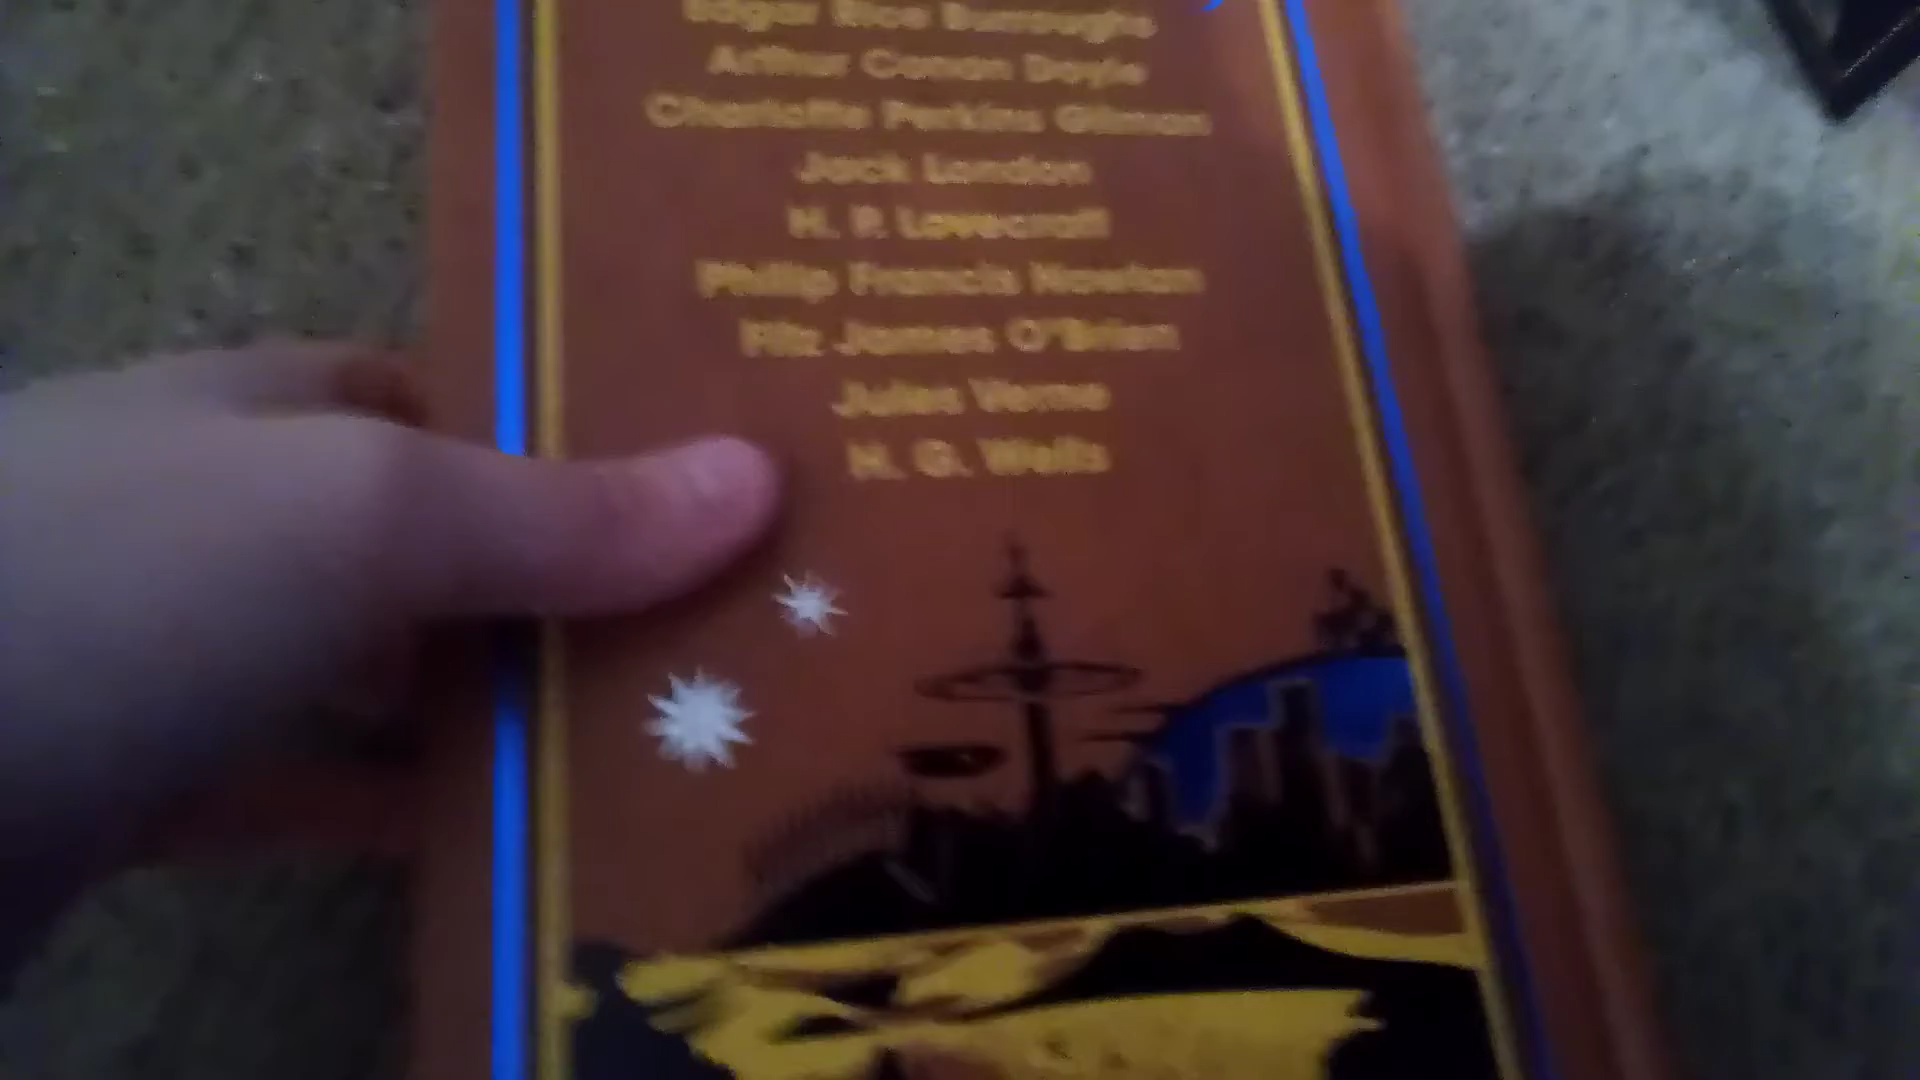 Edgar Rice Burroughs
Arthur Conan Doyle
Charlotte Perkins Gilman
Jack London
H. P. Lovecraft
Phillip Francis Nowlan
Fitz James O'Brien
Jules Verne
H. G. Wells